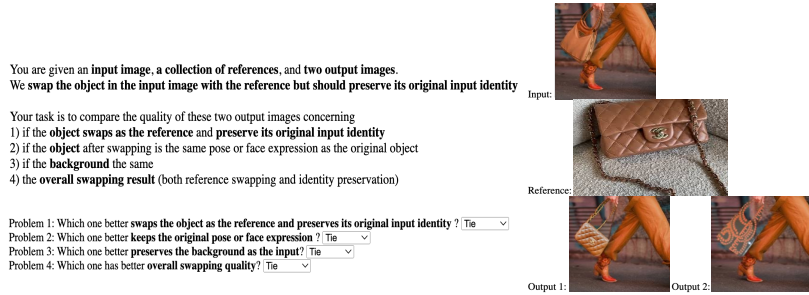 You are given an input image, a collection of references, and two output images.
We swap the object in the input image with the reference but should preserve its original input identity
Input:
Your task is to compare the quality of these two output images concerning
1) if the object swaps as the reference and preserve its original input identity
2) if the object after swapping is the same pose or face expression as the original object
3) if the background the same
4) the overall swapping result (both reference swapping and identity preservation)
Reference:
Problem 1: Which one better swaps the object as the reference and preserves its original input identity ? Tie
Problem 2: Which one better keeps the original pose or face expression ? Tie
Problem 3: Which one better preserves the background as the input? Tie
Problem 4: Which one has better overall swapping quality? Tie
Output 1:
Output 2: